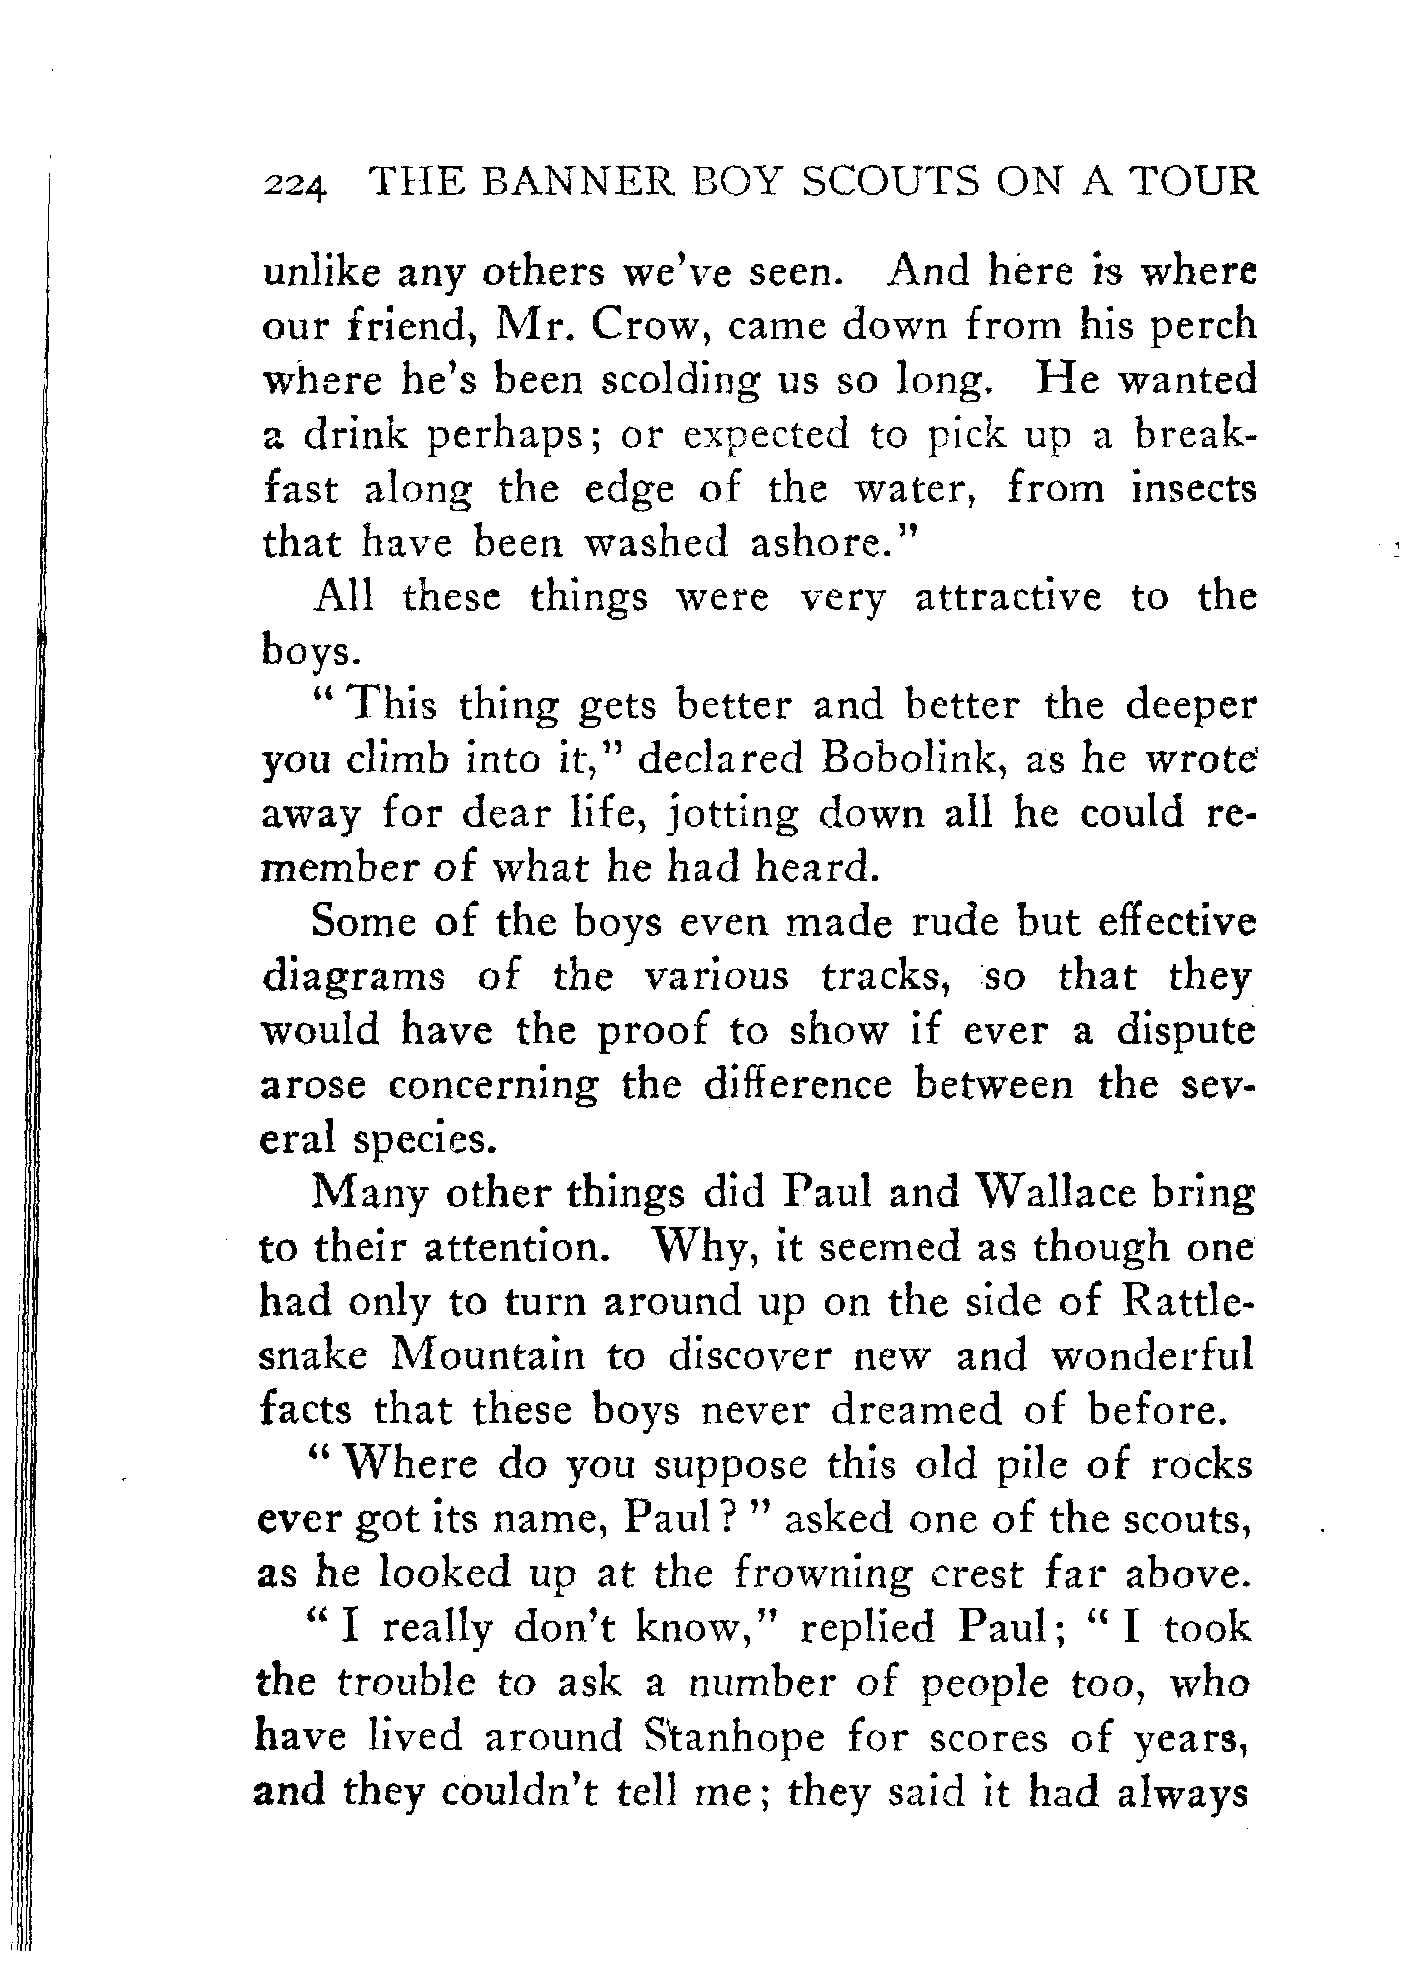 224 THE BANNER BOY SCOUTS ON A TOUR
unlike any others we've seen. And here is where
our friend, Mr. Crow, came down from his perch
where he's been scolding us so long. He wanted
a drink perhaps; or expected to pick up a break-
fast along the edge of the water, from insects
that have been washed ashore."
All these things were very attractive to the
boys.
"This thing gets better and better the deeper
you climb into it," declared Bobolink, as he wrote
away for dear life, jotting down all he could re-
member of what he had heard.
Some of the boys even made rude but effective
diagrams of the various tracks, so that they
would have the proof to show if ever a dispute
arose concerning the difference between the sev-
eral species.
Many other things did Paul and Wallace bring
to their attention. Why, it seemed as though one
had only to turn around up on the side of Rattle-
snake Mountain to discover new and wonderful
facts that these boys never dreamed of before.
"Where do you suppose this old pile of rocks
ever got its name, Paul?" asked one of the scouts,
as he looked up at the frowning crest far above.
"I really don't know," replied Paul; "I took
the trouble to ask a number of people too, who
have lived around Stanhope for scores of years,
and they couldn't tell me; they said it had always